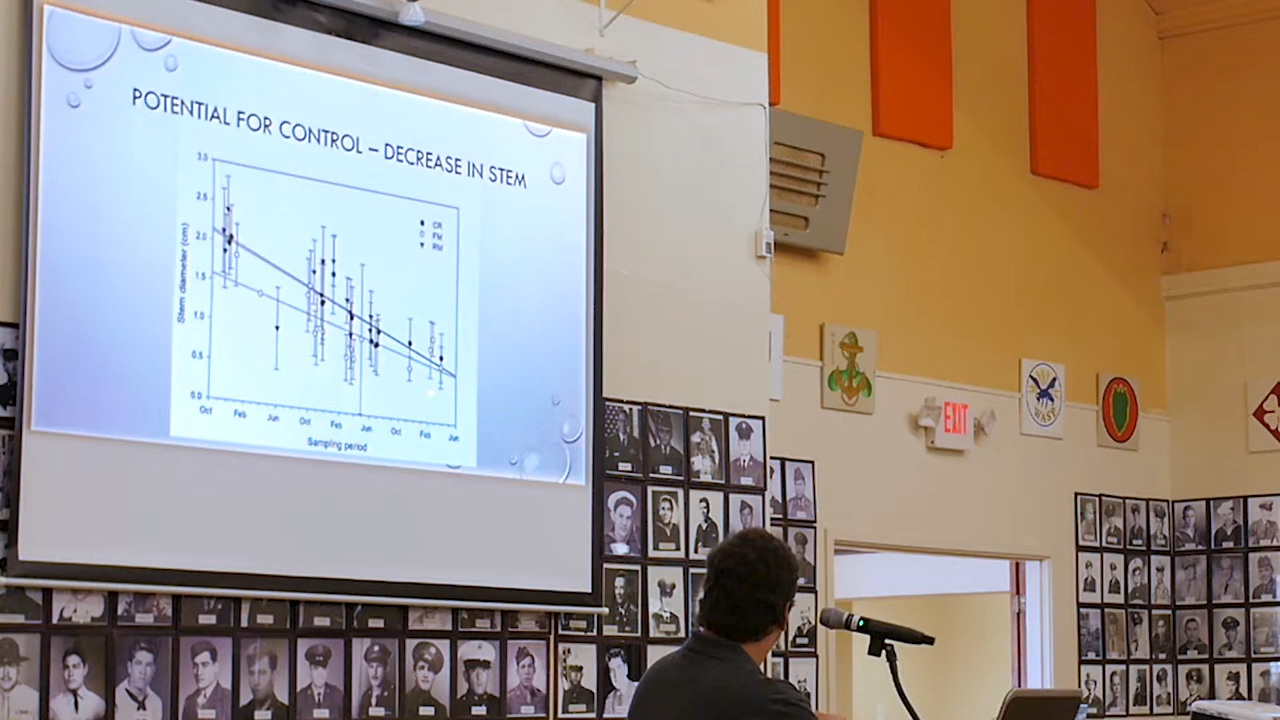 POTENTIAL FOR CONTROL – DECREASE IN STEM
3.0
2.5
2.0
1.5
1.0
0.5
0.0
Stem diameter (cm)
CR
FM
RM
Oct Feb Jun Oct Feb Jun Oct Feb Jun
Sampling period
EXIT
WASP